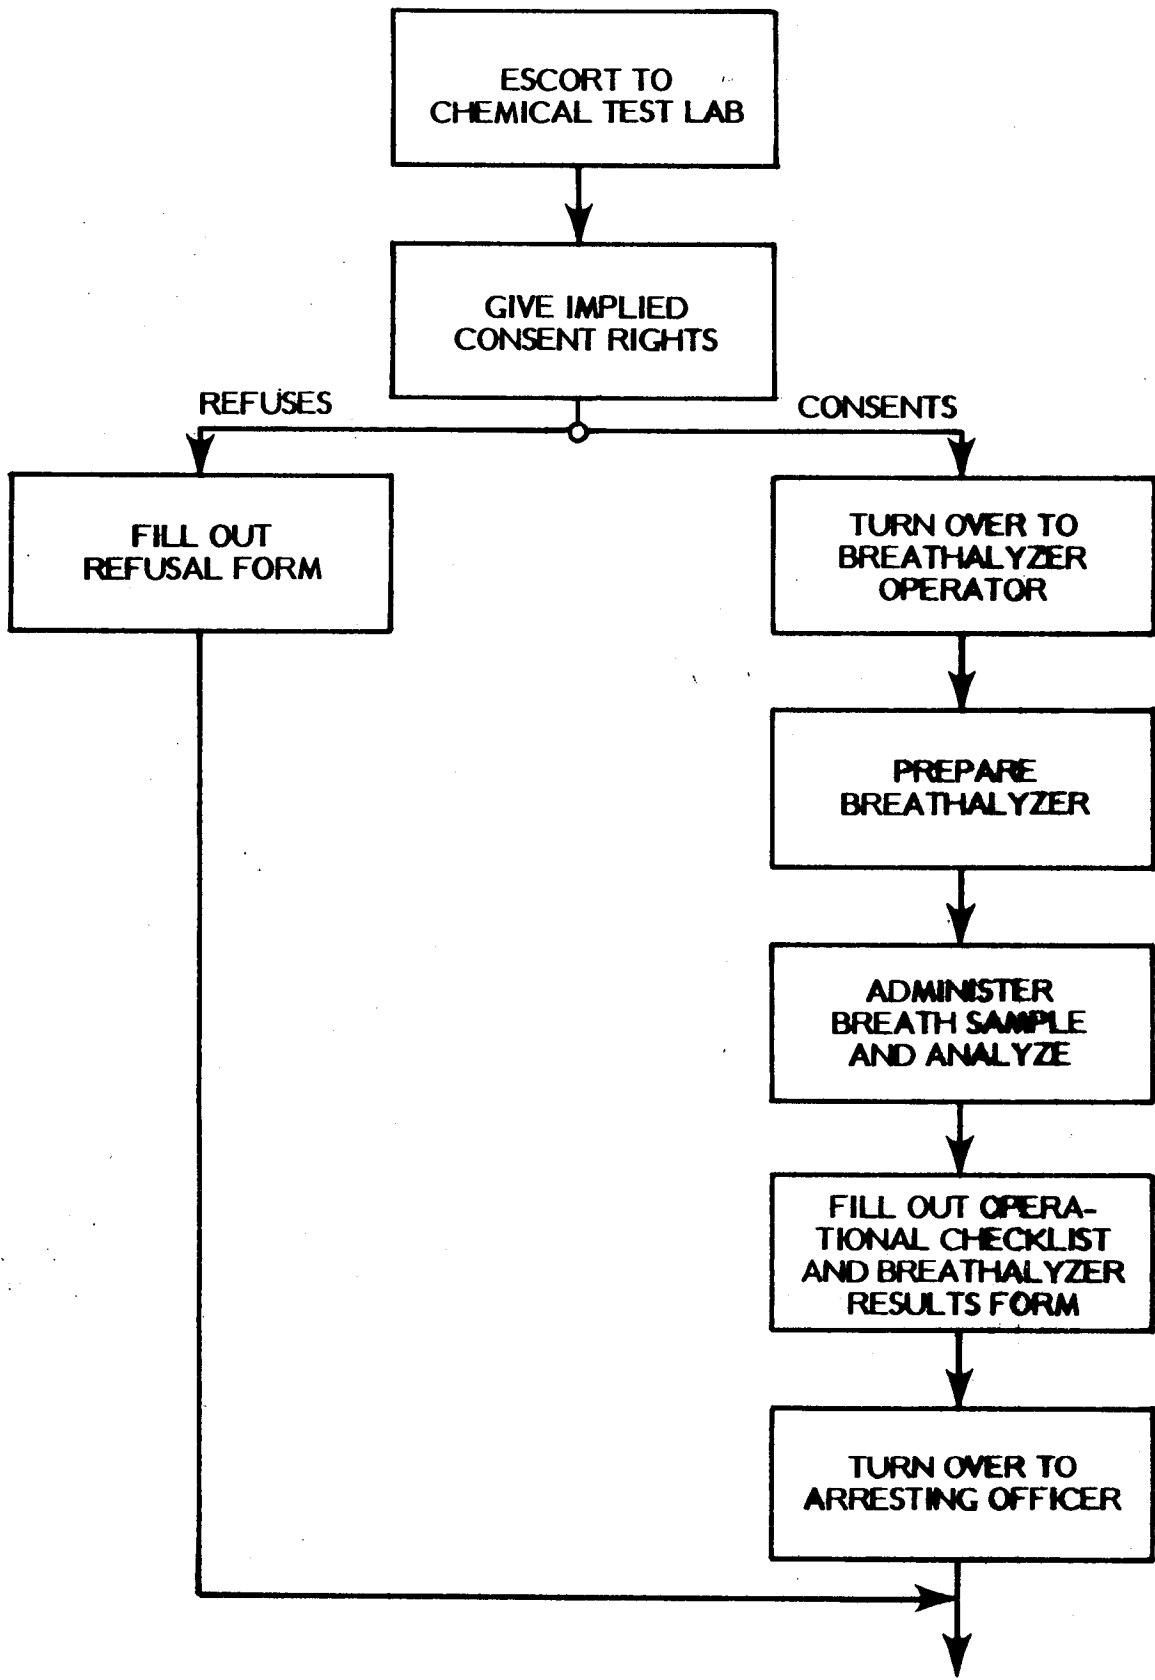 ESCORT TO
CHEMICAL TEST LAB
GIVE IMPLIED
CONSENT RIGHTS
REFUSES
CONSENTS
FILL OUT
REFUSAL FORM
TURN OVER TO
BREATHALYZER
OPERATOR
PREPARE
BREATHALYZER
ADMINISTER
BREATH SAMPLE
AND ANALYZE
FILL OUT OPERA-
TIONAL CHECKLIST
AND BREATHALYZER
RESULTS FORM
TURN OVER TO
ARRESTING OFFICER